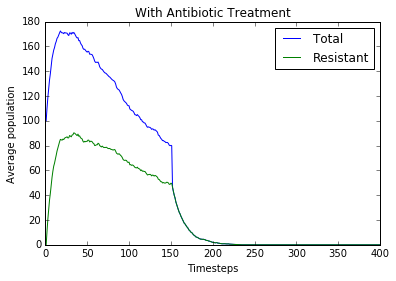 With Antibiotic Treatment
Total
Resistant
Average population
180
160
140
120
100
80
60
40
20
0
0 50 100 150 200 250 300 350 400
Timesteps